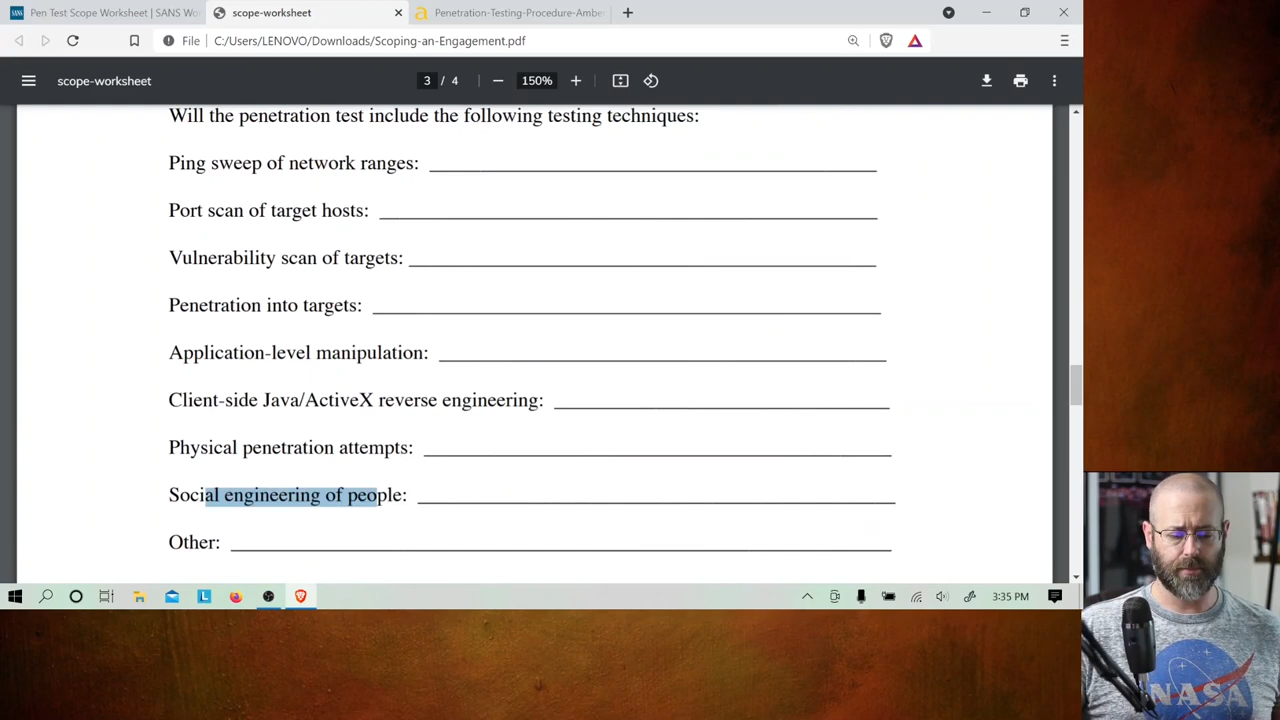 Pen Test Scope Worksheet | SANS Wo
scope-worksheet
Penetration-Testing-Procedure-Ambe
File
C:/Users/LENOVO/Downloads/Scoping-an-Engagement.pdf
scope-worksheet
3 / 4
150%
Will the penetration test include the following testing techniques:
Ping sweep of network ranges:
Port scan of target hosts:
Vulnerability scan of targets:
Penetration into targets:
Application-level manipulation:
Client-side Java/ActiveX reverse engineering:
Physical penetration attempts:
Social engineering of people:
Other:
3:35 PM
NASA